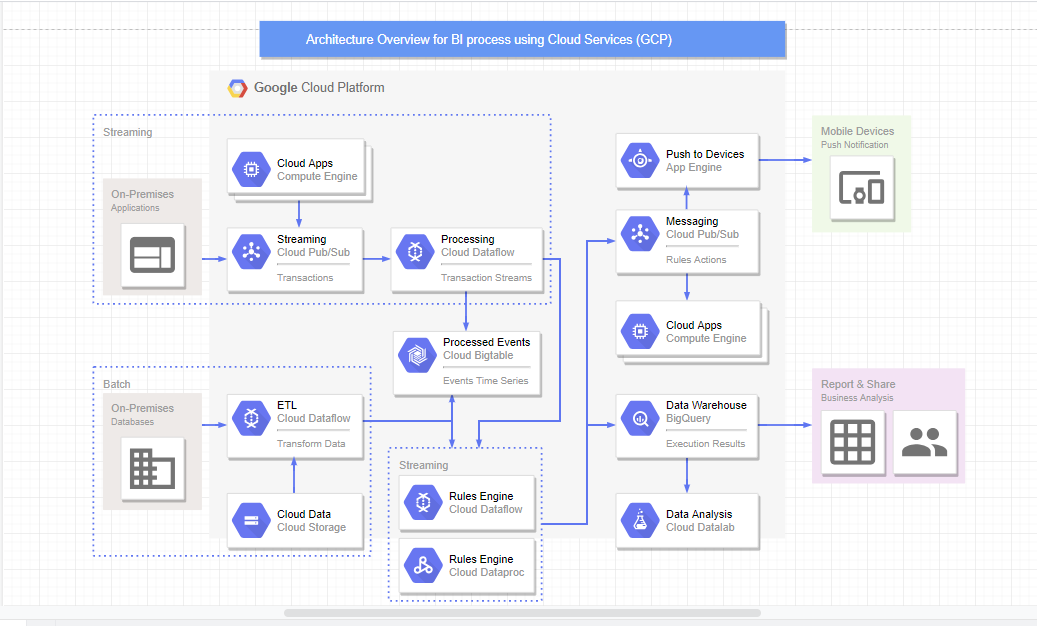 Architecture Overview for BI process using Cloud Services (GCP)
Google Cloud Platform
Streaming
On-Premises
Applications
Cloud Apps
Compute Engine
Streaming
Cloud Pub/Sub
Transactions
Processing
Cloud Dataflow
Transaction Streams
Processed Events
Cloud Bigtable
Events Time Series
Batch
On-Premises
Databases
ETL
Cloud Dataflow
Transform Data
Cloud Data
Cloud Storage
Streaming
Rules Engine
Cloud Dataflow
Rules Engine
Cloud Dataproc
Push to Devices
App Engine
Messaging
Cloud Pub/Sub
Rules Actions
Cloud Apps
Compute Engine
Data Warehouse
BigQuery
Execution Results
Data Analysis
Cloud Datalab
Mobile Devices
Push Notification
Report & Share
Business Analysis